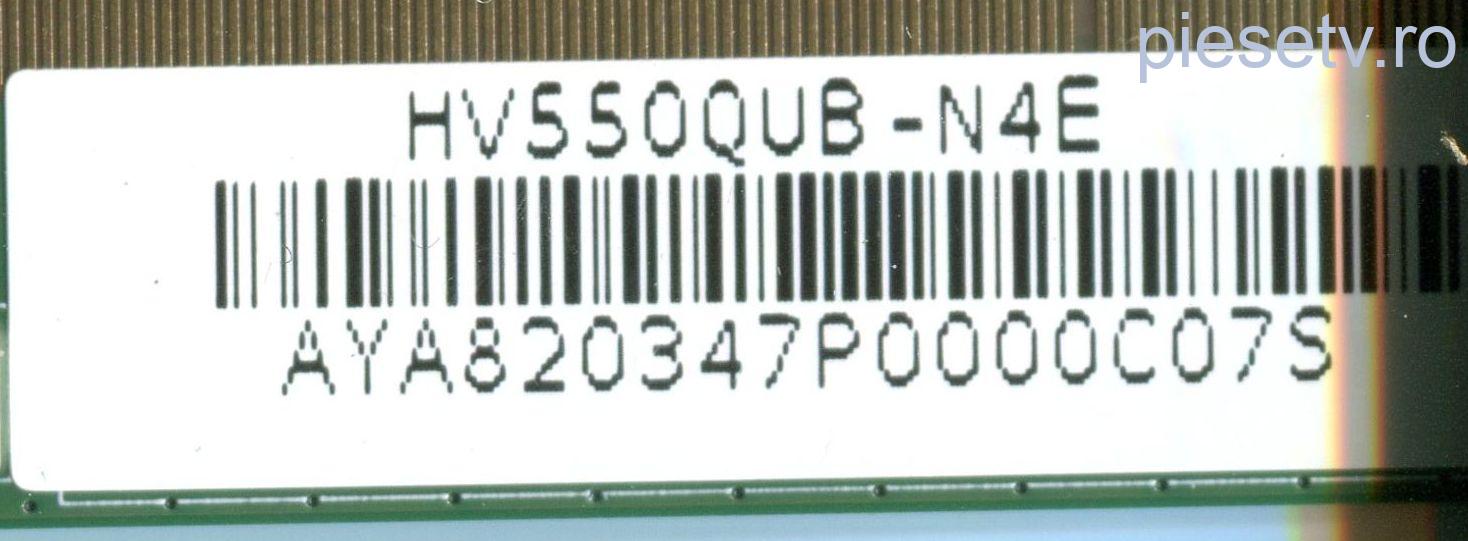 piesetv.ro
HV550QUB-N4E
AYA820347P0000C07S